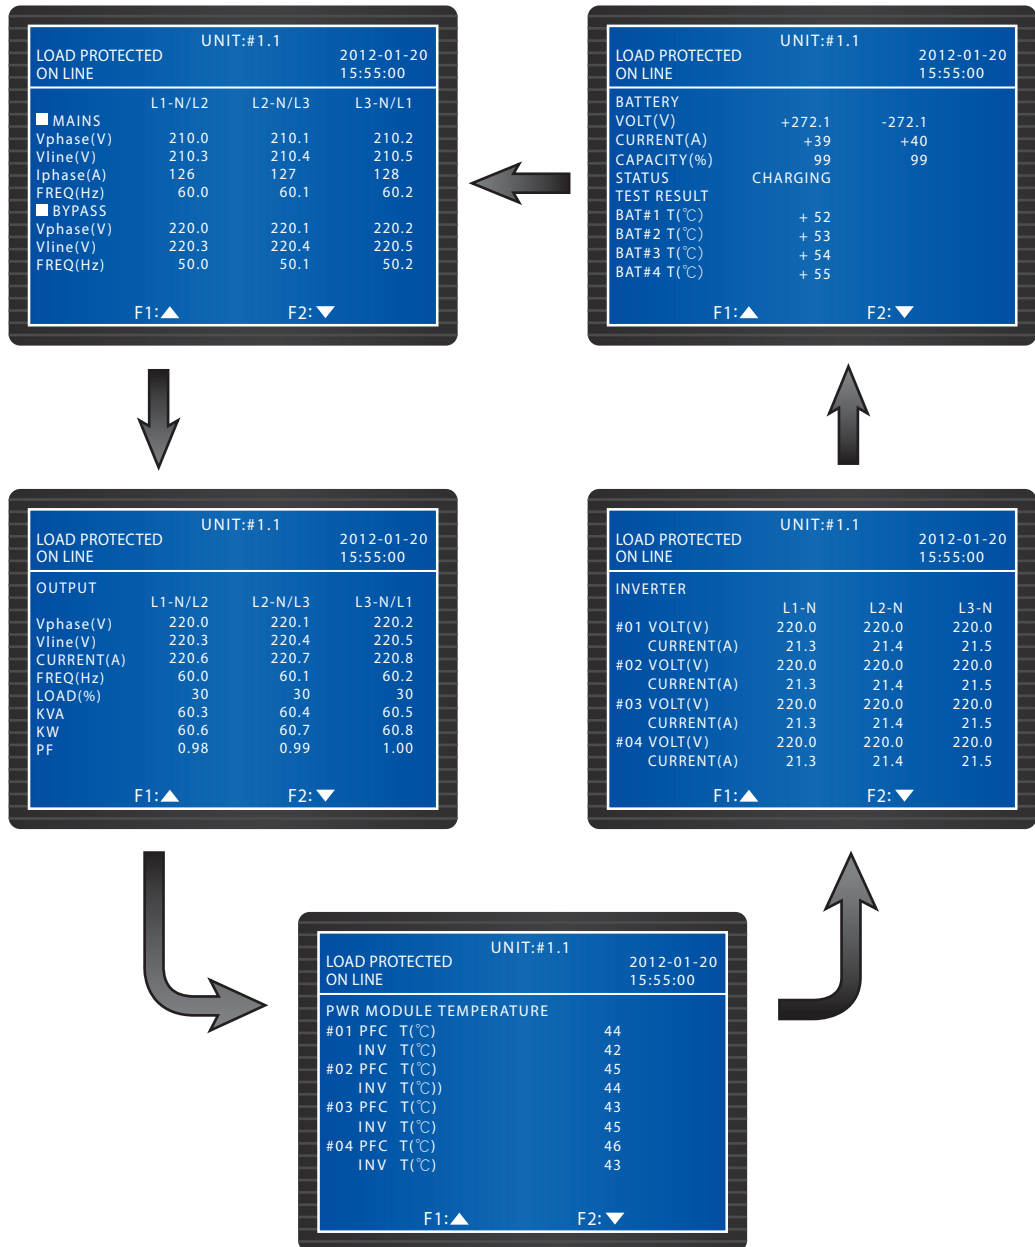 UNIT:#1.1
LOAD PROTECTED 2012-01-20
ON LINE 15:55:00
L1-N/L2 L2-N/L3 L3-N/L1
MAINS
Vphase(V) 210.0 210.1 210.2
Vline(V) 210.3 210.4 210.5
Iphase(A) 126 127 128
FREQ(Hz) 60.0 60.1 60.2
BYPASS
Vphase(V) 220.0 220.1 220.2
Vline(V) 220.3 220.4 220.5
FREQ(Hz) 50.0 50.1 50.2
F1:▲ F2:▼
UNIT:#1.1
LOAD PROTECTED 2012-01-20
ON LINE 15:55:00
BATTERY
VOLT(V) +272.1 -272.1
CURRENT(A) +39 +40
CAPACITY(%) 99 99
STATUS CHARGING
TEST RESULT
BAT#1 T(℃) + 52
BAT#2 T(℃) + 53
BAT#3 T(℃) + 54
BAT#4 T(℃) + 55
F1:▲ F2:▼
UNIT:#1.1
LOAD PROTECTED 2012-01-20
ON LINE 15:55:00
OUTPUT
L1-N/L2 L2-N/L3 L3-N/L1
Vphase(V) 220.0 220.1 220.2
Vline(V) 220.3 220.4 220.5
CURRENT(A) 220.6 220.7 220.8
FREQ(Hz) 60.0 60.1 60.2
LOAD(%) 30 30 30
KVA 60.3 60.4 60.5
KW 60.6 60.7 60.8
PF 0.98 0.99 1.00
F1:▲ F2:▼
UNIT:#1.1
LOAD PROTECTED 2012-01-20
ON LINE 15:55:00
INVERTER
L1-N L2-N L3-N
#01 VOLT(V) 220.0 220.0 220.0
CURRENT(A) 21.3 21.4 21.5
#02 VOLT(V) 220.0 220.0 220.0
CURRENT(A) 21.3 21.4 21.5
#03 VOLT(V) 220.0 220.0 220.0
CURRENT(A) 21.3 21.4 21.5
#04 VOLT(V) 220.0 220.0 220.0
CURRENT(A) 21.3 21.4 21.5
F1:▲ F2:▼
UNIT:#1.1
LOAD PROTECTED 2012-01-20
ON LINE 15:55:00
PWR MODULE TEMPERATURE
#01 PFC T(℃) 44
INV T(℃) 42
#02 PFC T(℃) 45
INV T(℃)) 44
#03 PFC T(℃) 43
INV T(℃) 45
#04 PFC T(℃) 46
INV T(℃) 43
F1:▲ F2:▼